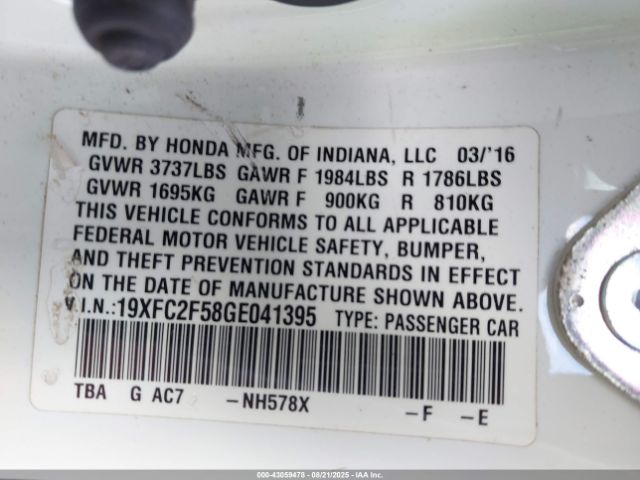 MFD. BY HONDA MFG. OF INDIANA, LLC 03/'16
GVWR 3737LBS GAWR F 1984LBS R 1786LBS
GVWR 1695KG GAWR F 900KG R 810KG
THIS VEHICLE CONFORMS TO ALL APPLICABLE
FEDERAL MOTOR VEHICLE SAFETY, BUMPER,
AND THEFT PREVENTION STANDARDS IN EFFECT
ON THE DATE OF MANUFACTURE SHOWN ABOVE.
V.I.N.:19XFC2F58GE041395 TYPE: PASSENGER CAR
TBA G AC7 -NH578X -F -E
000-43059478 - 08/21/2025 - IAAI.com